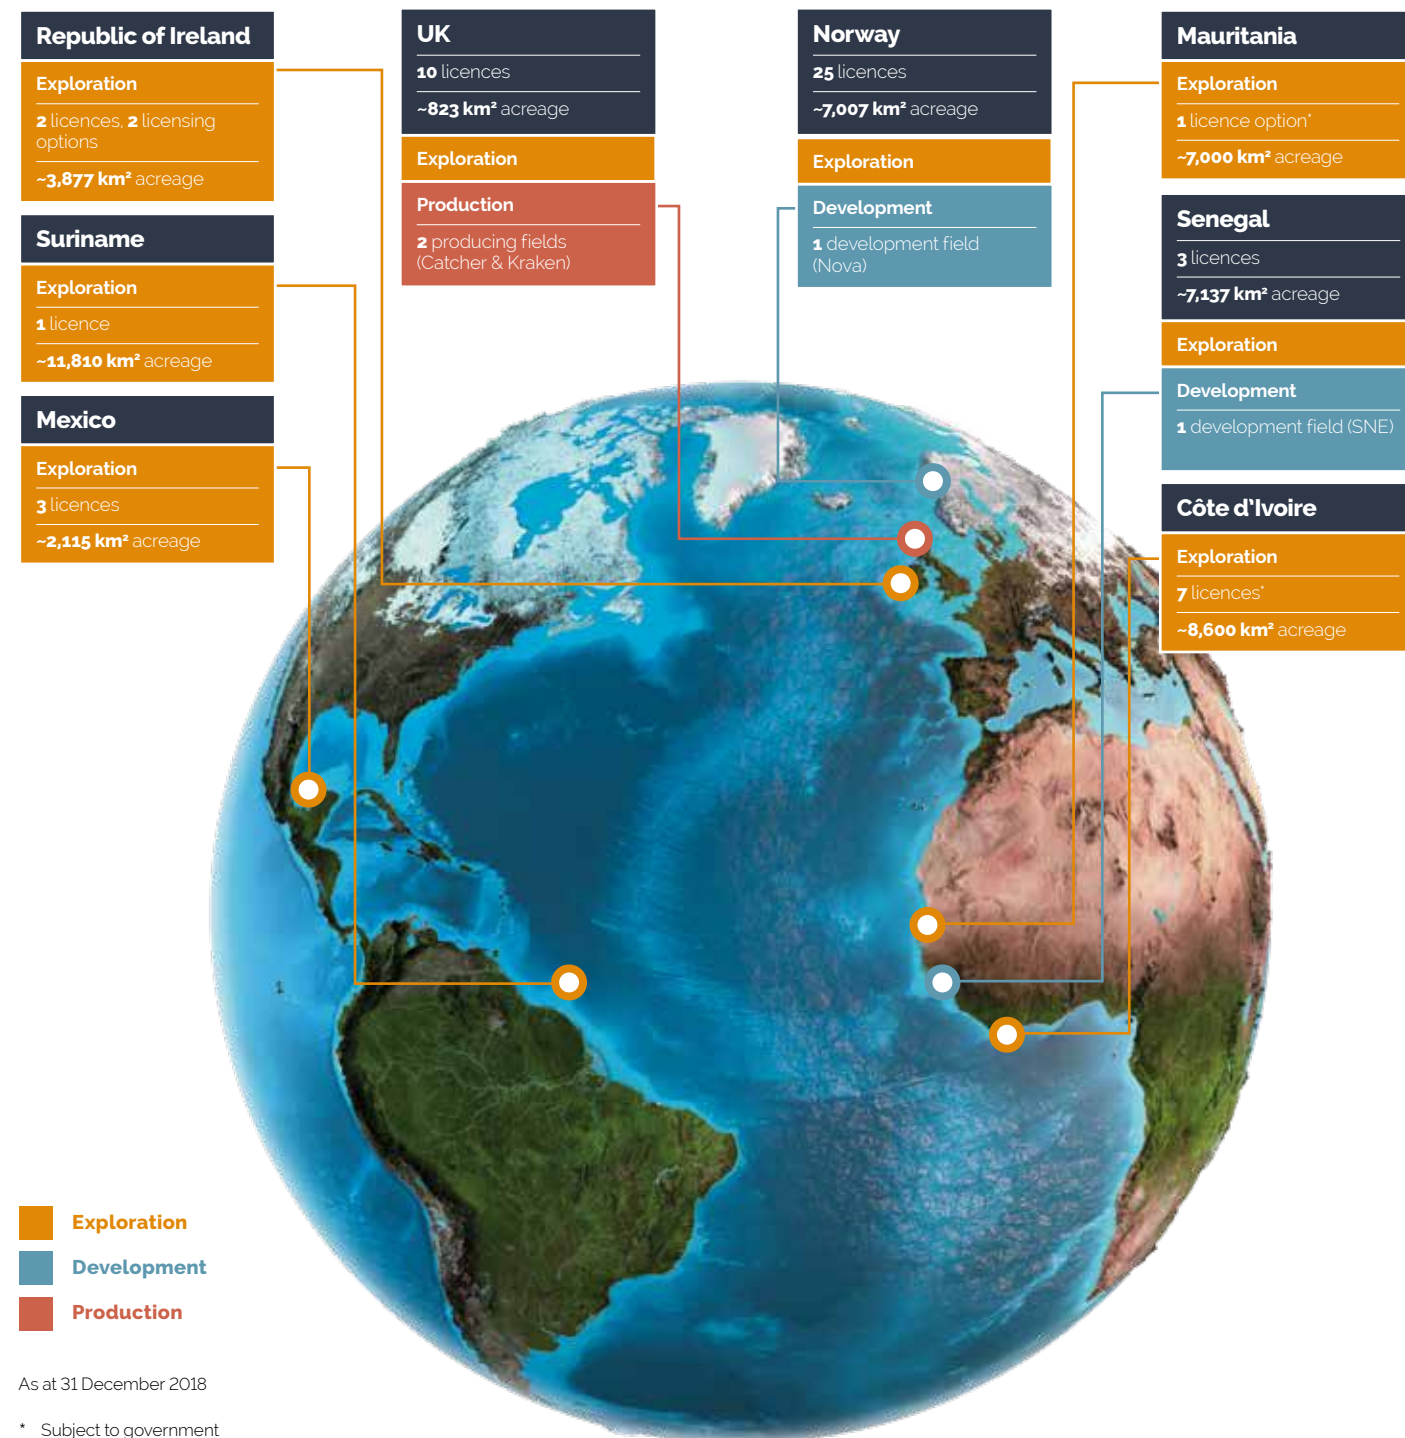 Republic of Ireland
Exploration
2 licences, 2 licensing
options
~3,877 km² acreage
Suriname
Exploration
1 licence
~11,810 km² acreage
Mexico
Exploration
3 licences
~2,115 km² acreage
UK
10 licences
~823 km² acreage
Exploration
Production
2 producing fields
(Catcher & Kraken)
Norway
25 licences
~7,007 km² acreage
Exploration
Development
1 development field
(Nova)
Mauritania
Exploration
1 licence option*
~7,000 km² acreage
Senegal
3 licences
~7,137 km² acreage
Exploration
Development
1 development field (SNE)
Côte d'Ivoire
Exploration
7 licences*
~8,600 km² acreage
Exploration
Development
Production
As at 31 December 2018
* Subject to government